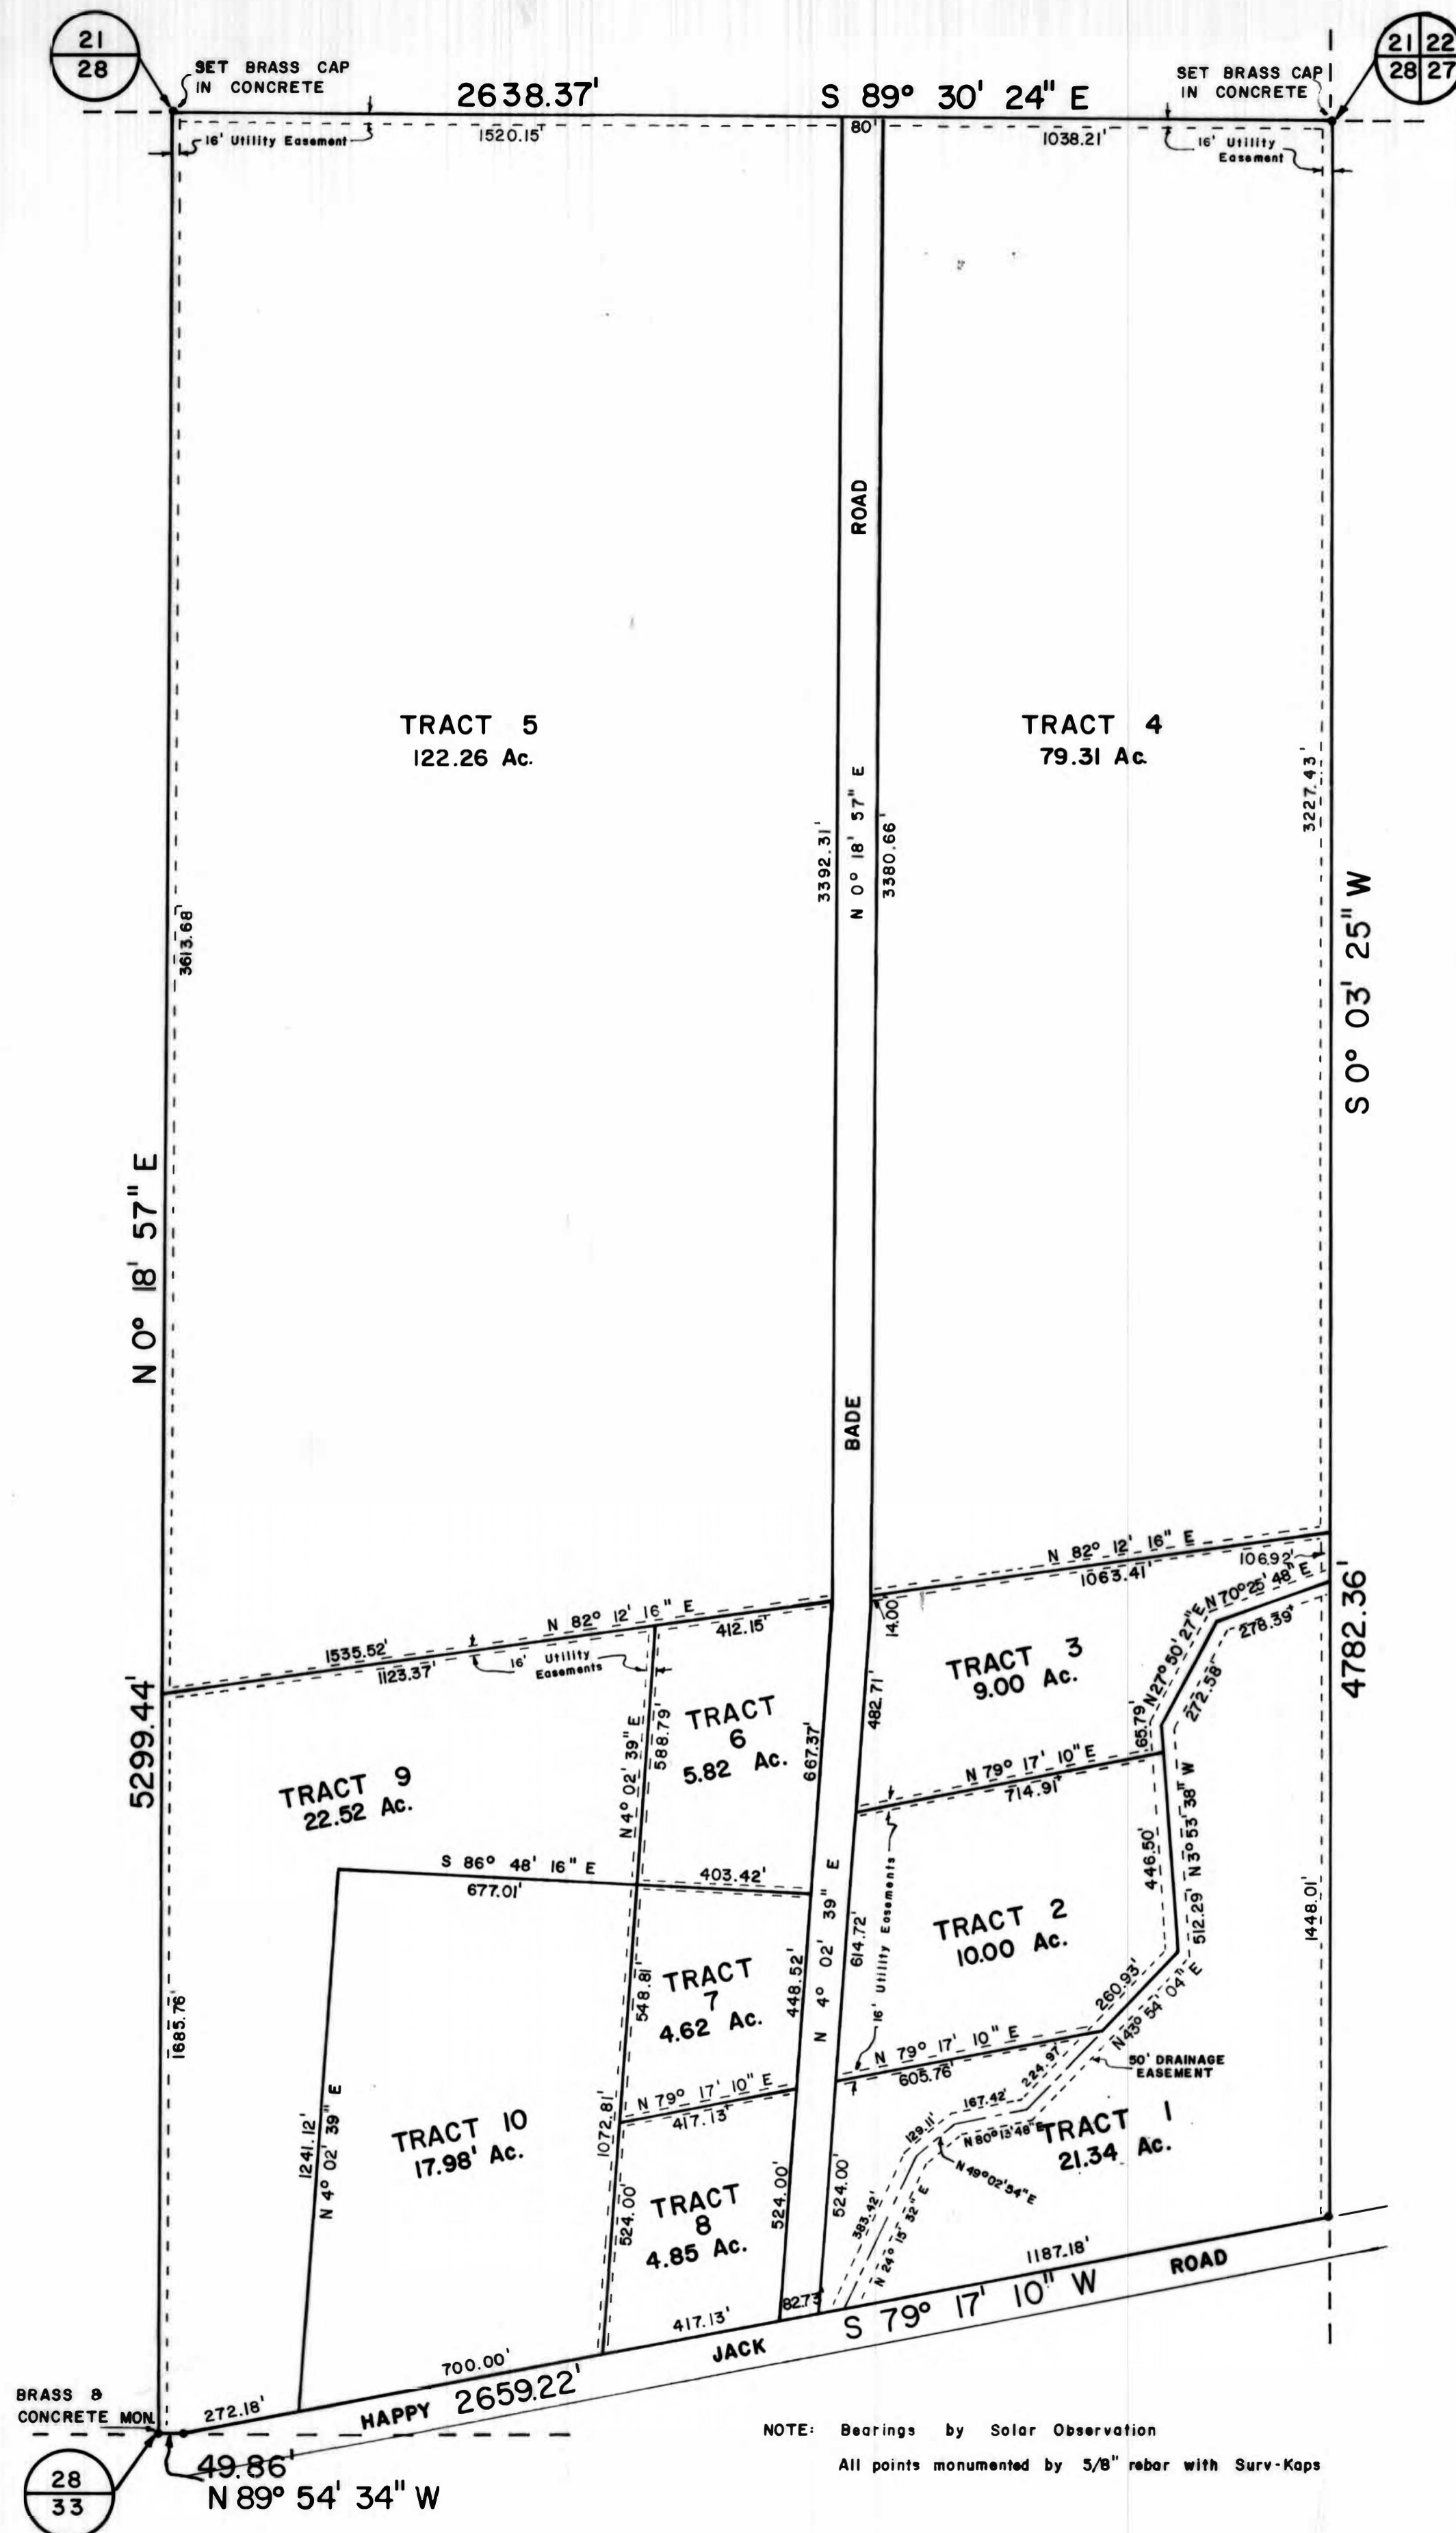 21
28
SET BRASS CAP
IN CONCRETE
2638.37'
S 89° 30' 24" E
SET BRASS CAP
IN CONCRETE
21 22
28 27
16' Utility Easement
1520.15'
80'
1038.21'
16' Utility
Easement
ROAD
TRACT 5
122.26 Ac.
TRACT 4
79.31 Ac.
3392.31'
N 0° 18' 57" E
3380.66'
3227.43'
3613.68'
S 0° 03' 25" W
N 0° 18' 57" E
BADE
N 82° 12' 16" E
1063.41'
106.92'
N 82° 12' 16" E
412.15'
14.00'
N 70° 25' 48" E
278.39'
1535.52'
1123.37'
16' Utility
Easements
N 27° 50' 27" E
272.58'
5299.44'
4782.36'
TRACT 3
9.00 Ac.
482.71'
65.79'
TRACT
6
5.82 Ac.
667.37'
N 4° 02' 39" E
588.79'
N 79° 17' 10" E
714.91'
TRACT 9
22.52 Ac.
S 86° 48' 16" E
677.01'
403.42'
446.50'
512.29' N 3° 53' 38" W
N 4° 02' 39" E
614.72'
16' Utility Easements
TRACT 2
10.00 Ac.
1448.01'
TRACT
7
4.62 Ac.
548.81'
448.52'
260.93'
N 43° 54' 04" E
1685.76'
N 79° 17' 10" E
605.76'
224.97'
50' DRAINAGE
EASEMENT
N 79° 17' 10" E
417.13'
1072.81'
167.42'
129.11'
N 80° 13' 48" E
N 49° 02' 54" E
TRACT 1
21.34 Ac.
TRACT 10
17.98' Ac.
1241.12'
N 4° 02' 39" E
TRACT
8
4.85 Ac.
524.00'
524.00'
524.00'
383.42'
N 24° 15' 32" E
1187.18'
ROAD
82.73'
S 79° 17' 10" W
417.13'
JACK
700.00'
2659.22'
HAPPY
272.18'
BRASS &
CONCRETE MON.
49.86'
N 89° 54' 34" W
28
33
NOTE: Bearings by Solar Observation
All points monumented by 5/8" rebar with Surv-Kaps